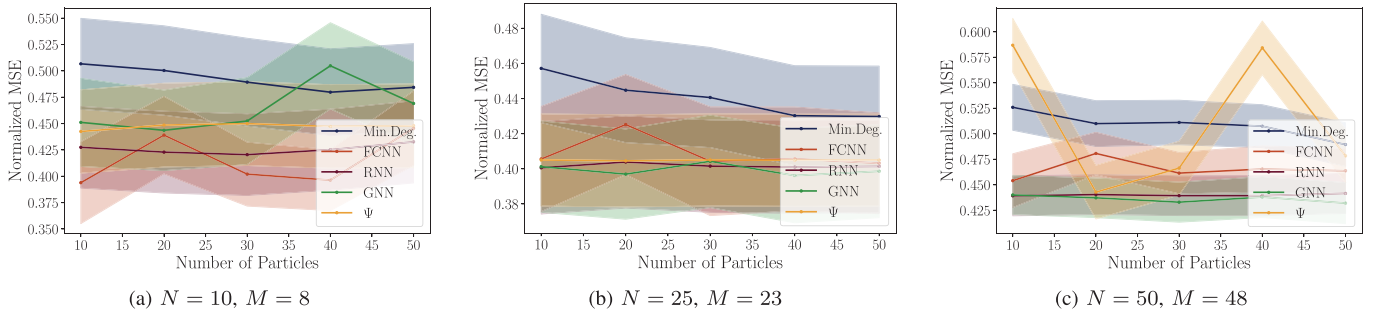 Normalized MSE
0.550
0.525
0.500
0.475
0.450
0.425
0.400
0.375
0.350
10 15 20 25 30 35 40 45 50
Number of Particles
Min.Deg.
FCNN
RNN
GNN
Ψ
(a) N = 10, M = 8
Normalized MSE
0.48
0.46
0.44
0.42
0.40
0.38
10 15 20 25 30 35 40 45 50
Number of Particles
Min.Deg.
FCNN
RNN
GNN
Ψ
(b) N = 25, M = 23
Normalized MSE
0.600
0.575
0.550
0.525
0.500
0.475
0.450
0.425
10 15 20 25 30 35 40 45 50
Number of Particles
Min.Deg.
FCNN
RNN
GNN
Ψ
(c) N = 50, M = 48